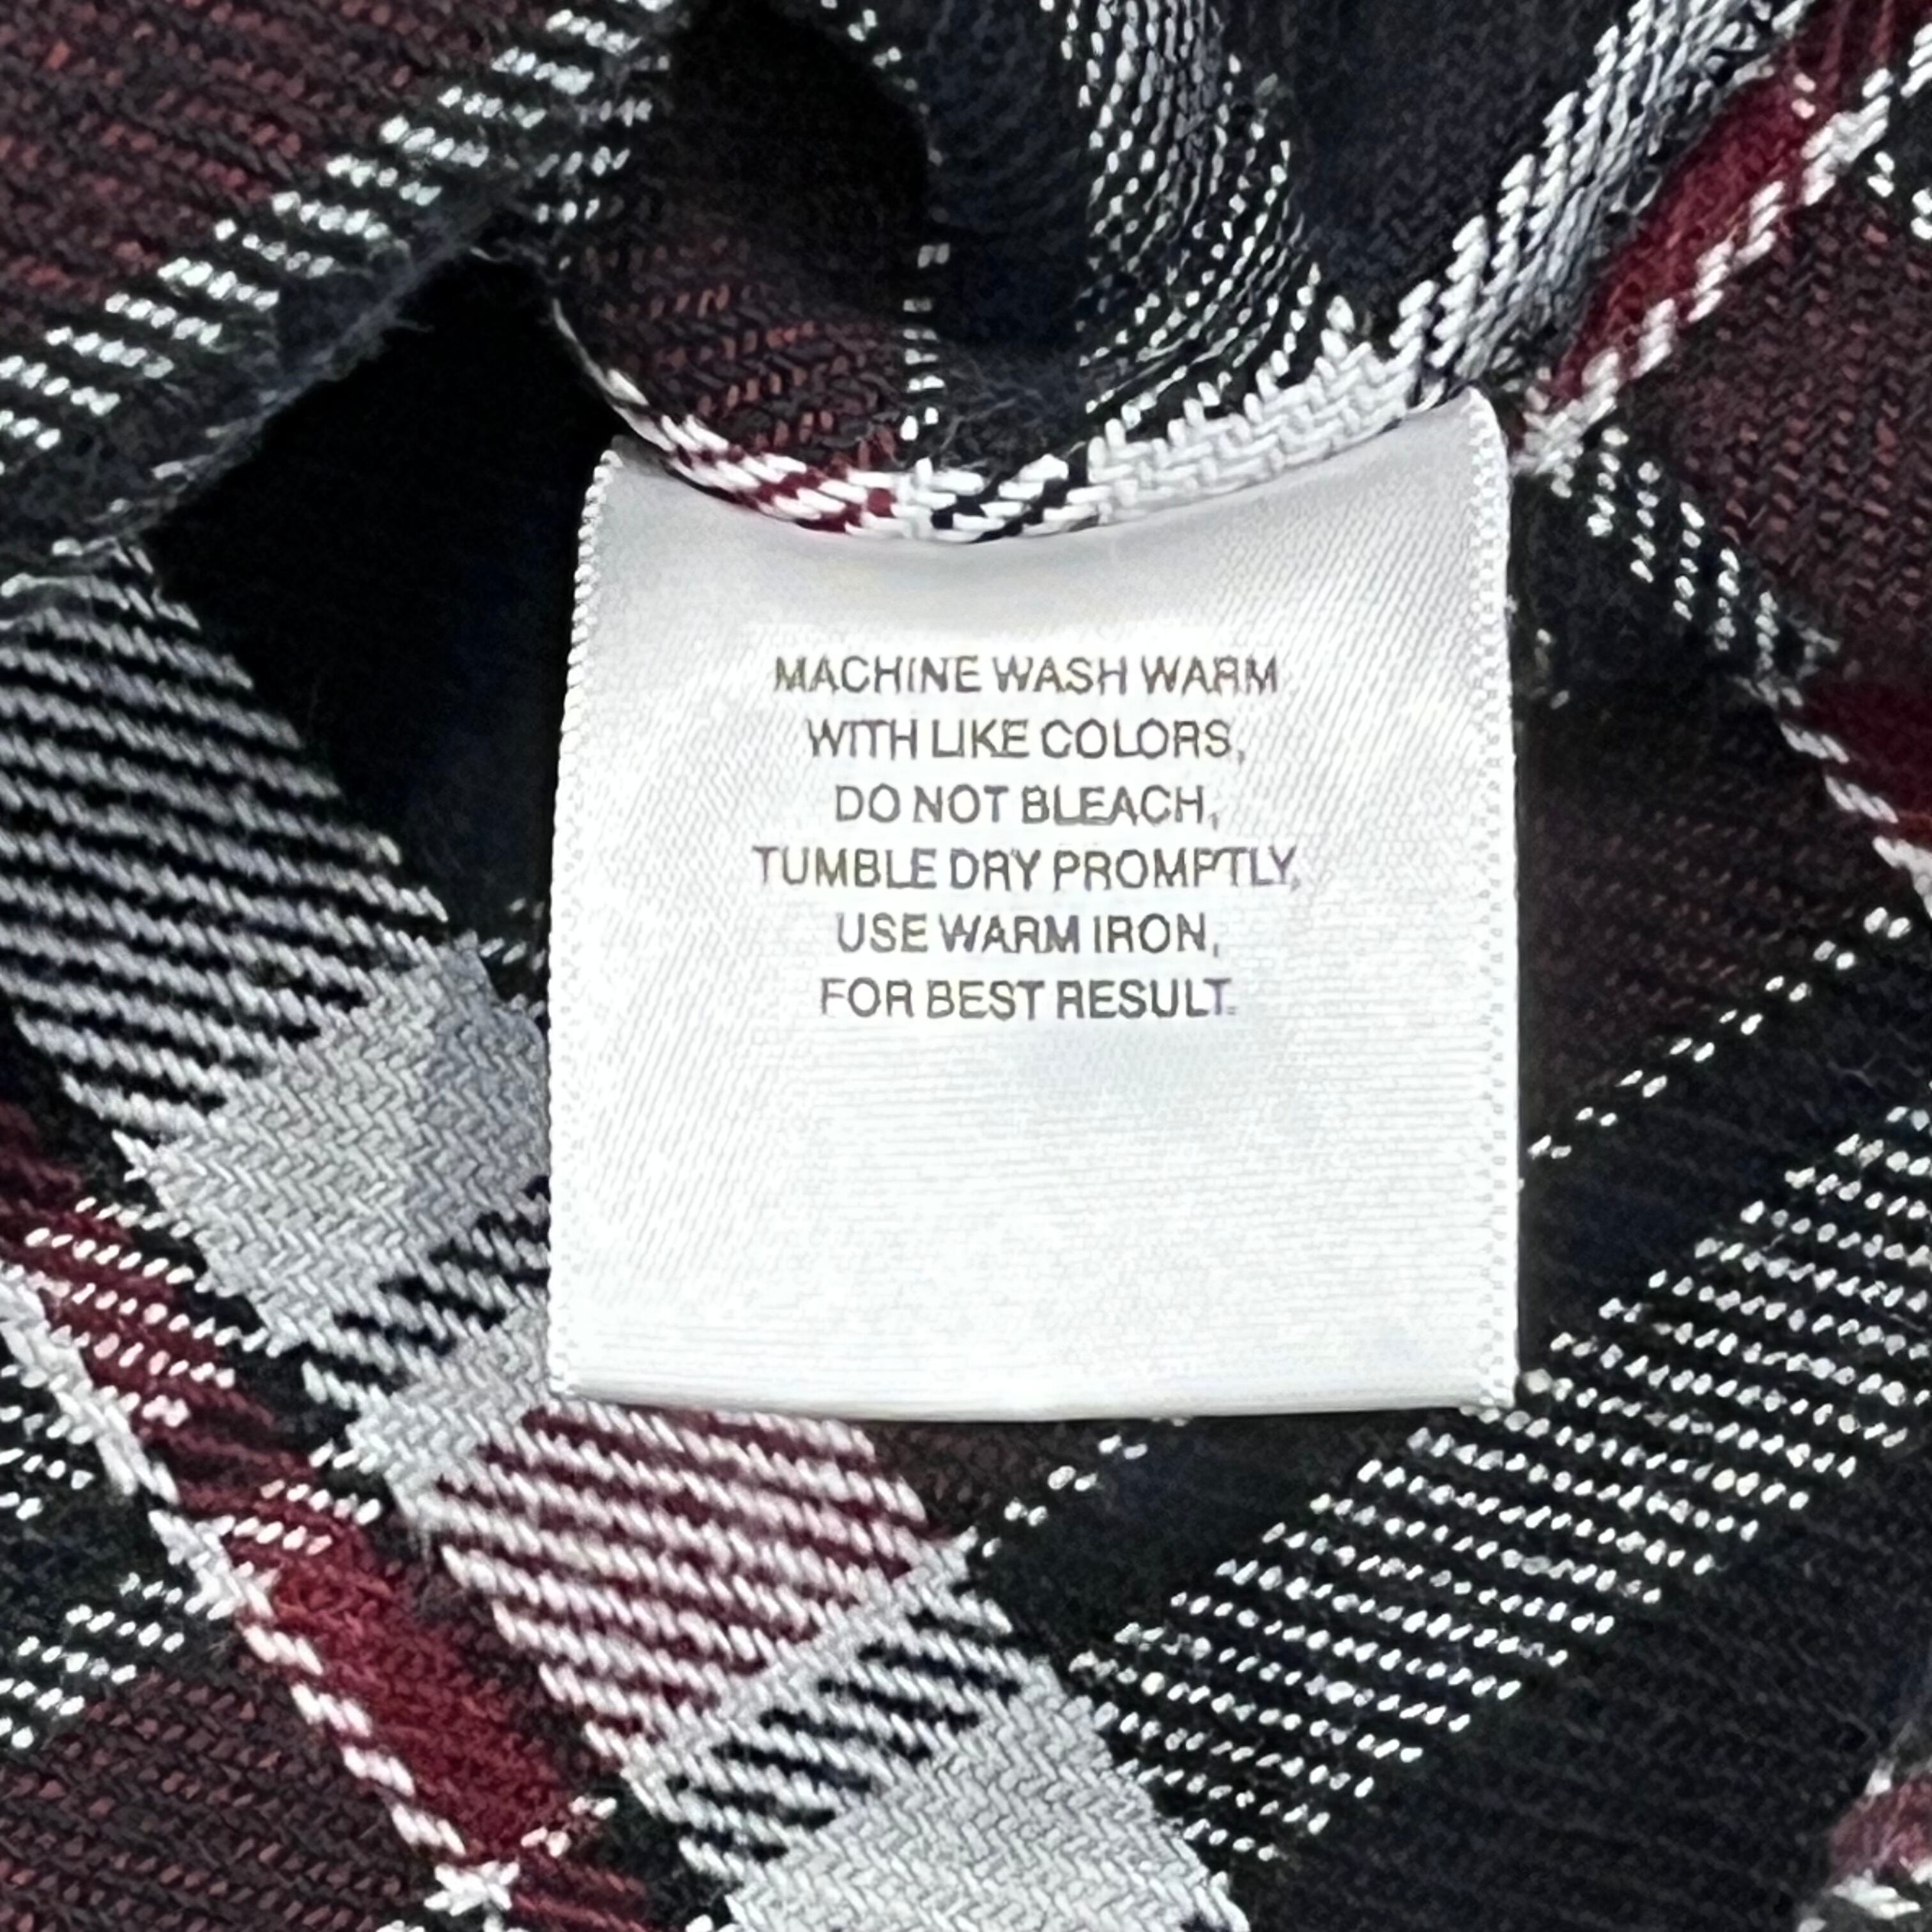 MACHINE WASH WARM
WITH LIKE COLORS,
DO NOT BLEACH,
TUMBLE DRY PROMPTLY,
USE WARM IRON,
FOR BEST RESULT.